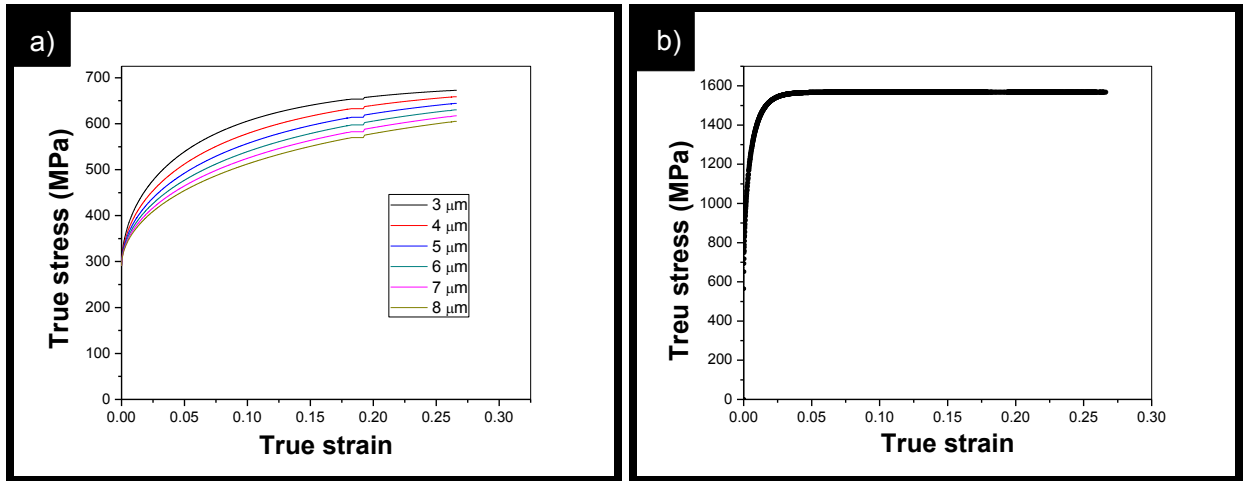 a)
700
600
500
400
300
200
100
0
True stress (MPa)
3 μm
4 μm
5 μm
6 μm
7 μm
8 μm
0.00 0.05 0.10 0.15 0.20 0.25 0.30
True strain
b)
1600
1400
1200
1000
800
600
400
200
0
Treu stress (MPa)
0.00 0.05 0.10 0.15 0.20 0.25 0.30
True strain